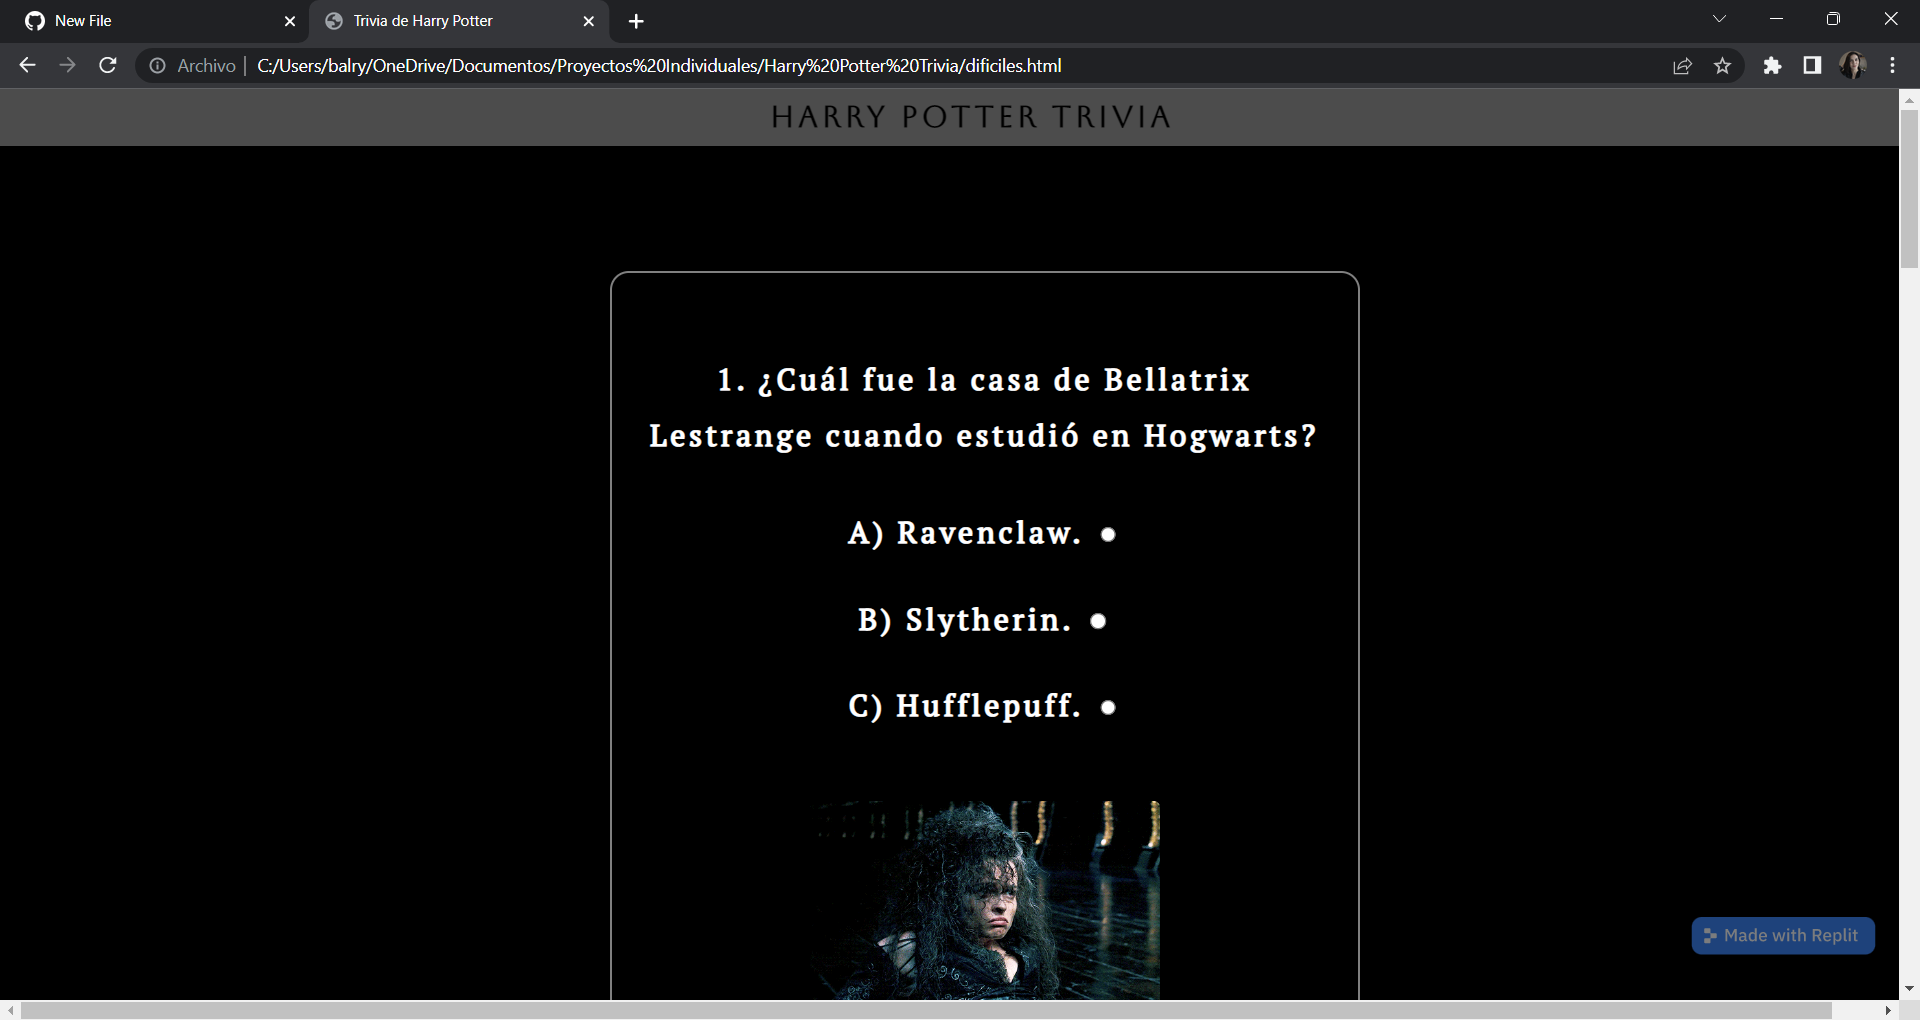 New File
Trivia de Harry Potter
Archivo
C:/Users/balry/OneDrive/Documentos/Proyectos%20Individuales/Harry%20Potter%20Trivia/dificiles.html
HARRY POTTER TRIVIA
1. ¿Cuál fue la casa de Bellatrix
Lestrange cuando estudió en Hogwarts?
A) Ravenclaw.
B) Slytherin.
C) Hufflepuff.
Made with Replit